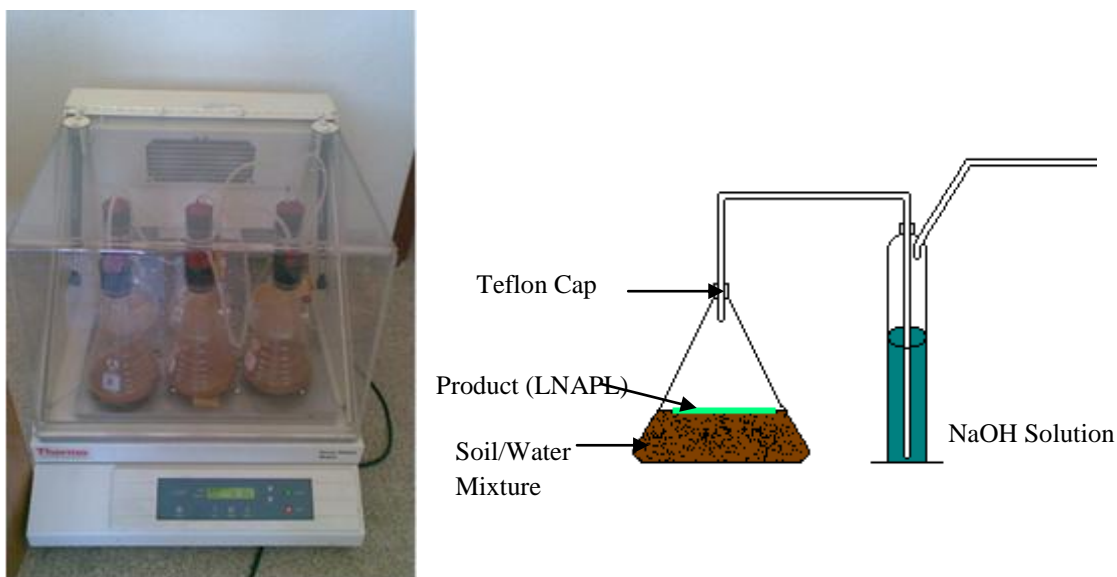 Teflon Cap
Product (LNAPL)
Soil/Water
Mixture
NaOH Solution
Thermo